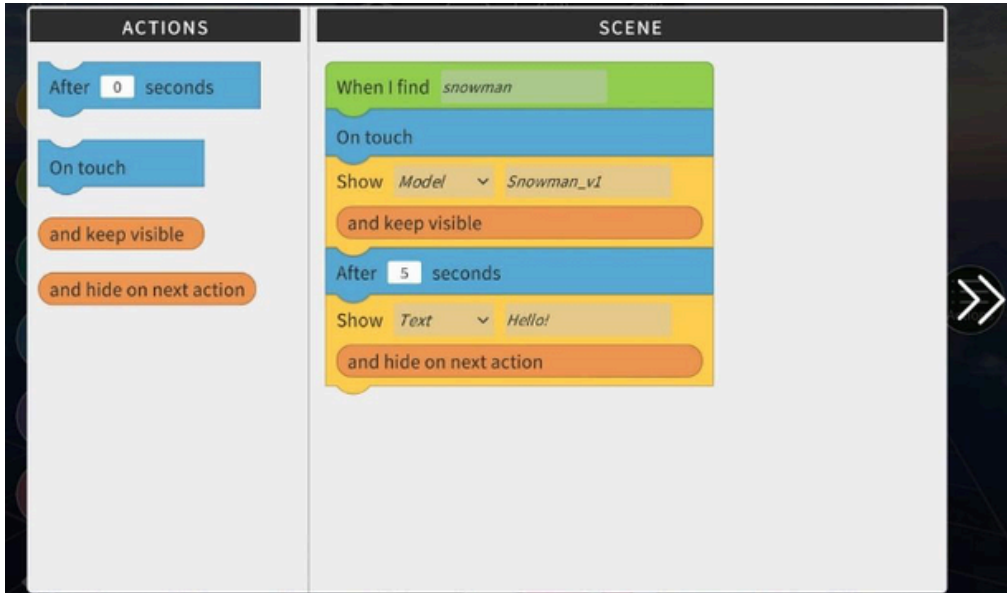 ACTIONS
After 0 seconds
On touch
and keep visible
and hide on next action
SCENE
When I find snowman
On touch
Show Model Snowman_v1
and keep visible
After 5 seconds
Show Text Hello!
and hide on next action